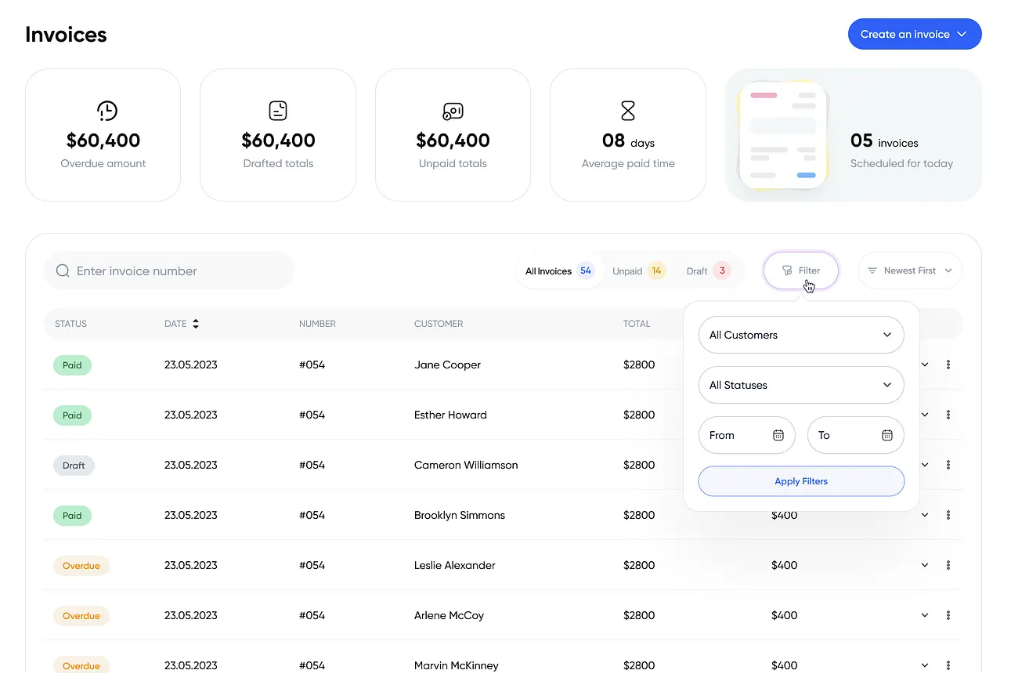 Invoices
Create an invoice
$60,400
Overdue amount
$60,400
Drafted totals
$60,400
Unpaid totals
08 days
Average paid time
05 invoices
Scheduled for today
Enter invoice number
All Invoices 54
Unpaid 14
Draft 3
Filter
Newest First
STATUS DATE NUMBER CUSTOMER TOTAL
All Customers
All Statuses
From To
Apply Filters
Paid 23.05.2023 #054 Jane Cooper $2800
Paid 23.05.2023 #054 Esther Howard $2800
Draft 23.05.2023 #054 Cameron Williamson $2800
Paid 23.05.2023 #054 Brooklyn Simmons $2800 $400
Overdue 23.05.2023 #054 Leslie Alexander $2800 $400
Overdue 23.05.2023 #054 Arlene McCoy $2800 $400
Overdue 23.05.2023 #054 Marvin McKinney $2800 $400